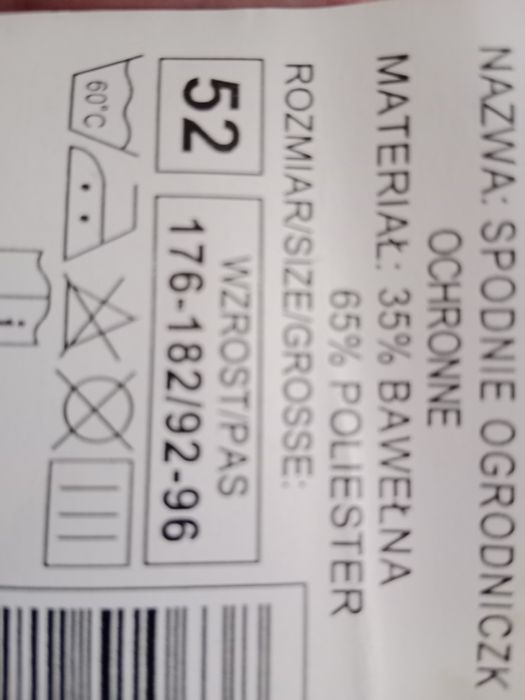 NAZWA: SPODNIE OGRODNICZK
OCHRONNE
MATERIAŁ: 35% BAWEŁNA
65% POLIESTER
ROZMIAR/SIZE/GROSSE:
52
WZROST/PAS
176-182/92-96
60°C
i